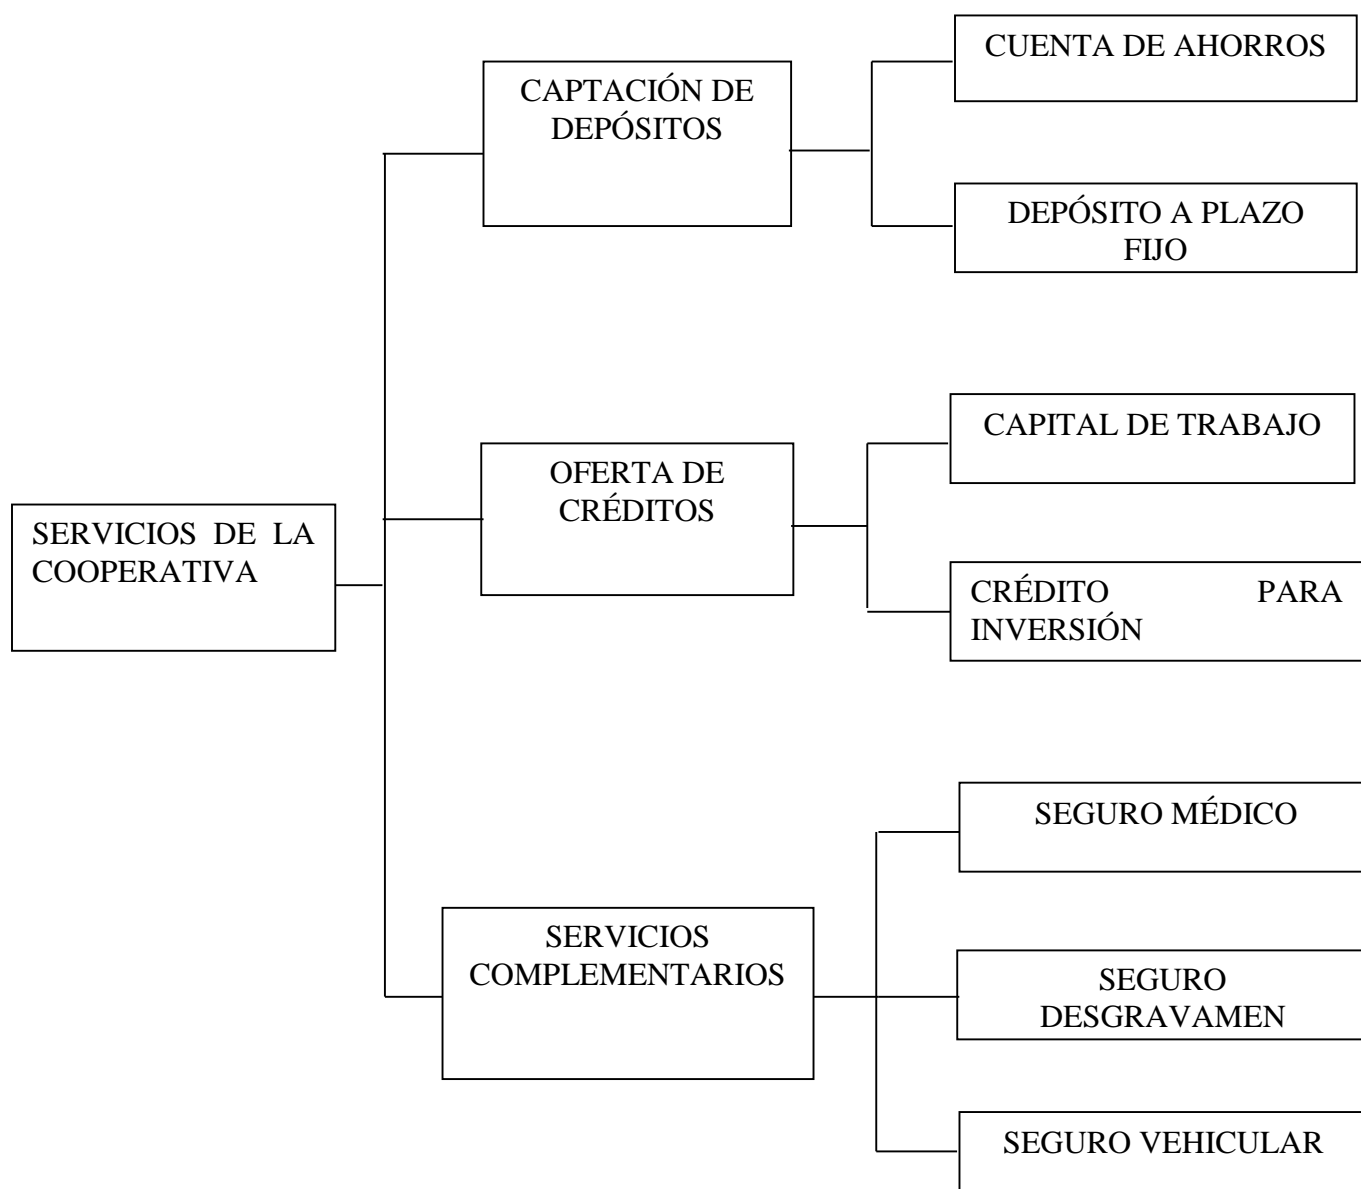 SERVICIOS DE LA
COOPERATIVA
CAPTACIÓN DE
DEPÓSITOS
CUENTA DE AHORROS
DEPÓSITO A PLAZO
FIJO
OFERTA DE
CRÉDITOS
CAPITAL DE TRABAJO
CRÉDITO PARA
INVERSIÓN
SERVICIOS
COMPLEMENTARIOS
SEGURO MÉDICO
SEGURO
DESGRAVAMEN
SEGURO VEHICULAR